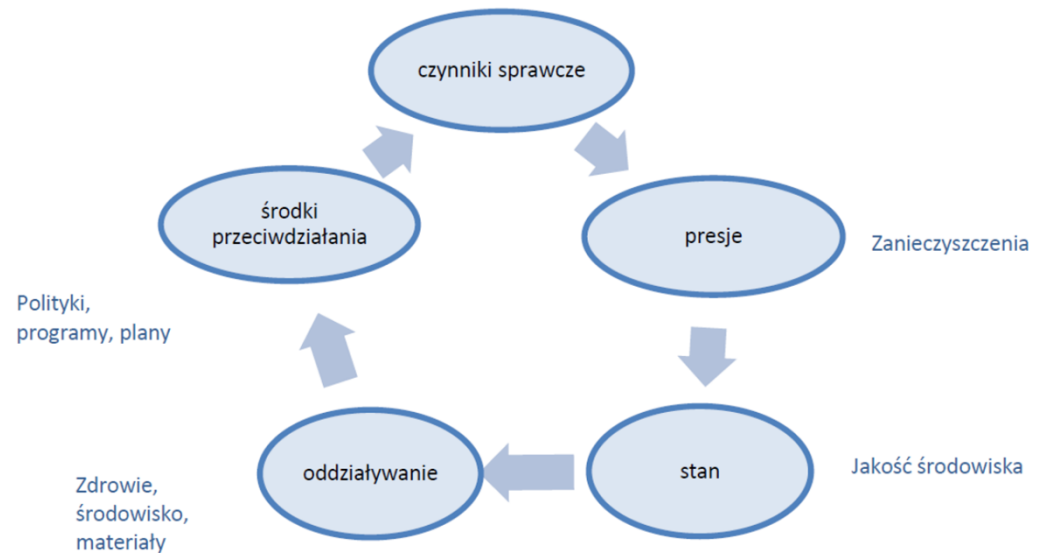 czynniki sprawcze
środki
przeciwdziałania
presje
Zanieczyszczenia
Polityki,
programy, plany
oddziaływanie
stan
Jakość środowiska
Zdrowie,
środowisko,
materiały